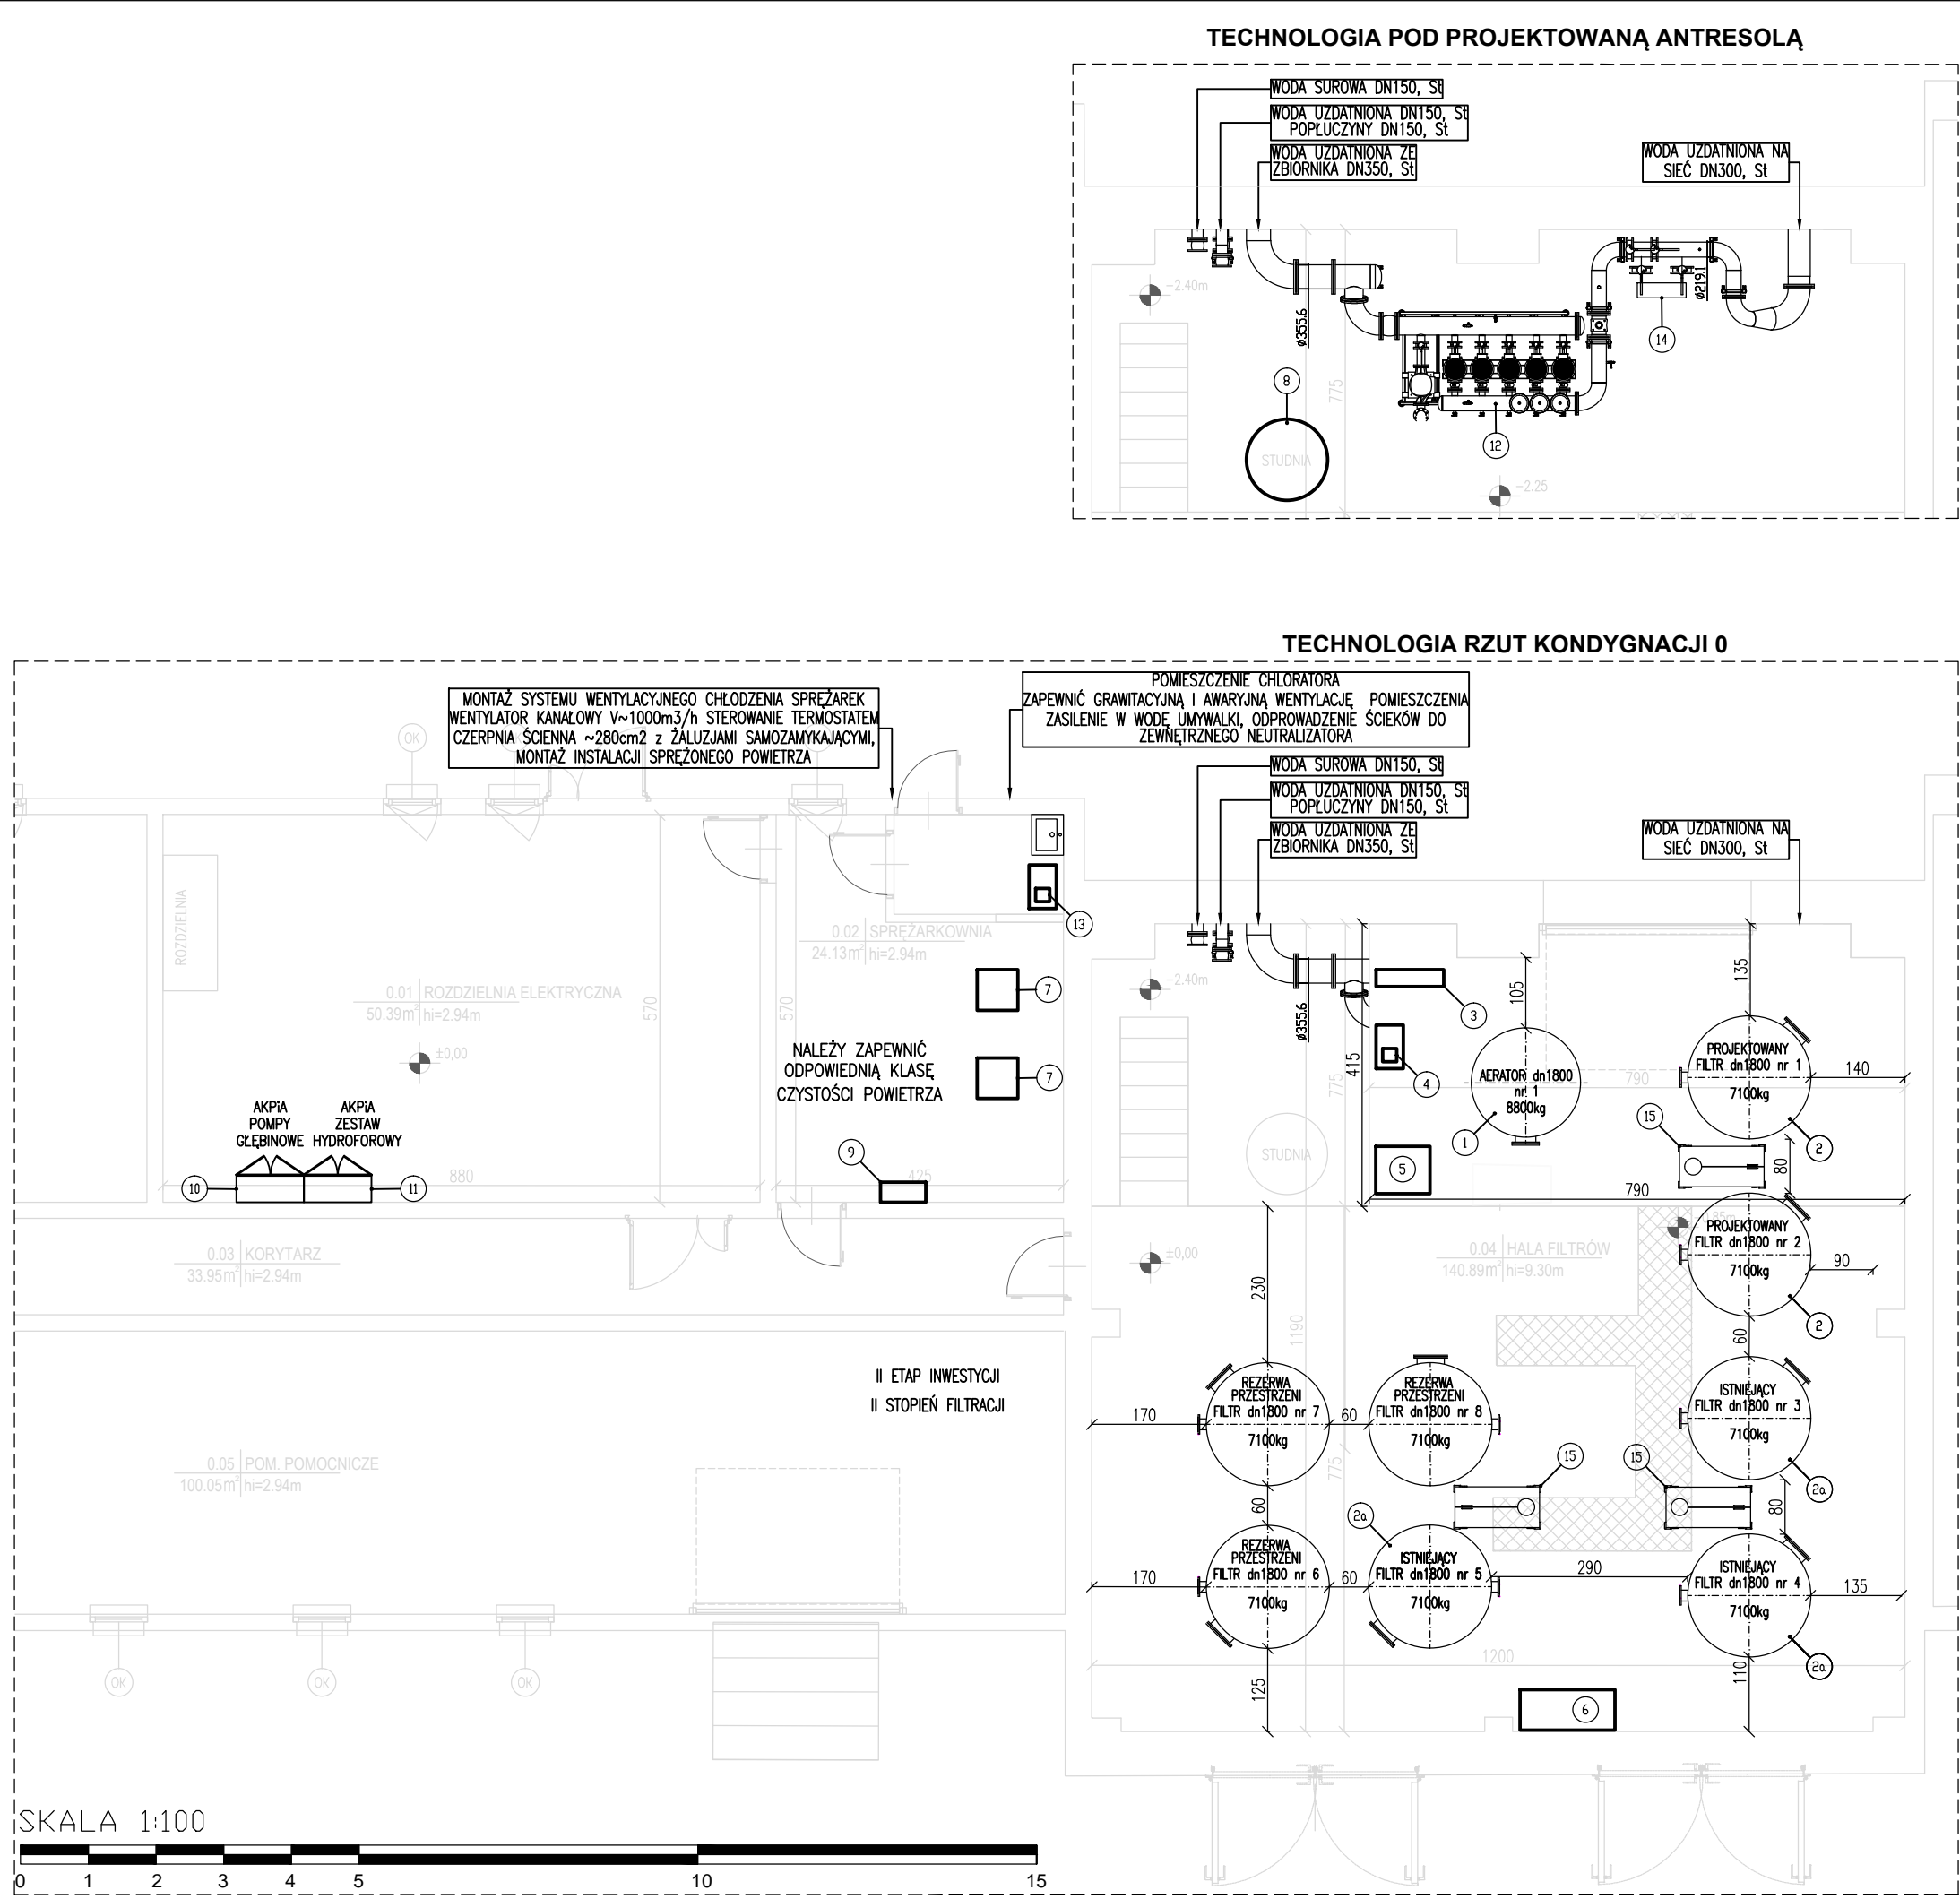 TECHNOLOGIA POD PROJEKTOWANĄ ANTRESOLĄ
WODA SUROWA DN150, St
WODA UZDATNIONA DN150, St
POPŁUCZYNY DN150, St
WODA UZDATNIONA ZE
ZBIORNIKA DN350, St
WODA UZDATNIONA NA
SIEĆ DN300, St
-2.40m
ø355.6
775
ø219.1
14
8
12
STUDNIA
-2.25
TECHNOLOGIA RZUT KONDYGNACJI 0
MONTAŻ SYSTEMU WENTYLACYJNEGO CHŁODZENIA SPRĘŻAREK
WENTYLATOR KANAŁOWY V~1000m3/h STEROWANIE TERMOSTATEM
CZERPNIA ŚCIENNA ~280cm2 z ŻALUZJAMI SAMOZAMYKAJĄCYMI,
MONTAŻ INSTALACJI SPRĘŻONEGO POWIETRZA
POMIESZCZENIE CHLORATORA
ZAPEWNIĆ GRAWITACYJNĄ I AWARYJNĄ WENTYLACJĘ POMIESZCZENIA
ZASILENIE W WODĘ UMYWALKI, ODPROWADZENIE ŚCIEKÓW DO
ZEWNĘTRZNEGO NEUTRALIZATORA
OK
WODA SUROWA DN150, St
WODA UZDATNIONA DN150, St
POPŁUCZYNY DN150, St
WODA UZDATNIONA ZE
ZBIORNIKA DN350, St
WODA UZDATNIONA NA
SIEĆ DN300, St
ROZDZIELNIA
0.01 ROZDZIELNIA ELEKTRYCZNA
50.39m² hi=2.94m
±0,00
570
570
0.02 SPRĘŻARKOWNIA
24.13m² hi=2.94m
13
7
7
NALEŻY ZAPEWNIĆ
ODPOWIEDNIĄ KLASĘ
CZYSTOŚCI POWIETRZA
AKPiA
POMPY
GŁĘBINOWE
AKPiA
ZESTAW
HYDROFOROWY
10
11
880
9
425
-2.40m
ø355.6
775
415
3
4
5
STUDNIA
105
135
AERATOR dn1800
nr 1
8800kg
1
790
PROJEKTOWANY
FILTR dn1800 nr 1
7100kg
140
15
2
80
790
PROJEKTOWANY
FILTR dn1800 nr 2
7100kg
90
2
60
0.03 KORYTARZ
33.95m² hi=2.94m
±0,00
230
1190
0.04 HALA FILTRÓW
140.89m² hi=9.30m
II ETAP INWESTYCJI
II STOPIEŃ FILTRACJI
0.05 POM. POMOCNICZE
100.05m² hi=2.94m
REZERWA
PRZESTRZENI
FILTR dn1800 nr 7
7100kg
170
60
REZERWA
PRZESTRZENI
FILTR dn1800 nr 8
7100kg
ISTNIEJĄCY
FILTR dn1800 nr 3
7100kg
775
15
15
2a
80
60
2a
REZERWA
PRZESTRZENI
FILTR dn1800 nr 6
7100kg
170
60
ISTNIEJĄCY
FILTR dn1800 nr 5
7100kg
290
ISTNIEJĄCY
FILTR dn1800 nr 4
7100kg
135
2a
OK
OK
OK
125
1200
110
6
SKALA 1:100
0 1 2 3 4 5 10 15